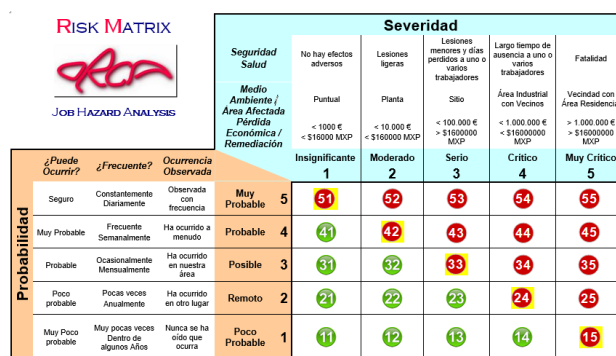 RISK MATRIX
JOB HAZARD ANALYSIS
Severidad
Seguridad
Salud
No hay efectos
adversos
Lesiones
ligeras
Lesiones
menores y días
perdidos a uno o
varios
trabajadores
Largo tiempo de
ausencia a uno o
varios
trabajadores
Fatalidad
Medio
Ambiente /
Área Afectada
Pérdida
Económica /
Remediación
Puntual
Planta
Sitio
Área Industrial
con Vecinos
Vecindad con
Área Residencia
< 1000 €
< $16000 MXP
< 10.000 €
< $160000 MXP
< 100.000 €
> $1600000
MXP
< 1.000.000 €
< $16000000
MXP
> 1.000.000 €
> $16000000
MXP
¿Puede
Ocurrir?
¿Frecuente?
Ocurrencia
Observada
Insignificante
1
Moderado
2
Serio
3
Crítico
4
Muy Crítico
5
Probabilidad
Seguro
Constantemente
Diariamente
Observada
con
frecuencia
Muy
Probable
5
51
52
53
54
55
Muy Probable
Frecuente
Semanalmente
Ha ocurrido a
menudo
Probable
4
41
42
43
44
45
Probable
Ocasionalmente
Mensualmente
Ha ocurrido
en nuestra
área
Posible
3
31
32
33
34
35
Poco
probable
Pocas veces
Anualmente
Ha ocurrido
en otro lugar
Remoto
2
21
22
23
24
25
Muy Poco
probable
Muy pocas veces
Dentro de
algunos Años
Nunca se ha
oído que
ocurra
Poco
Probable
1
11
12
13
14
15